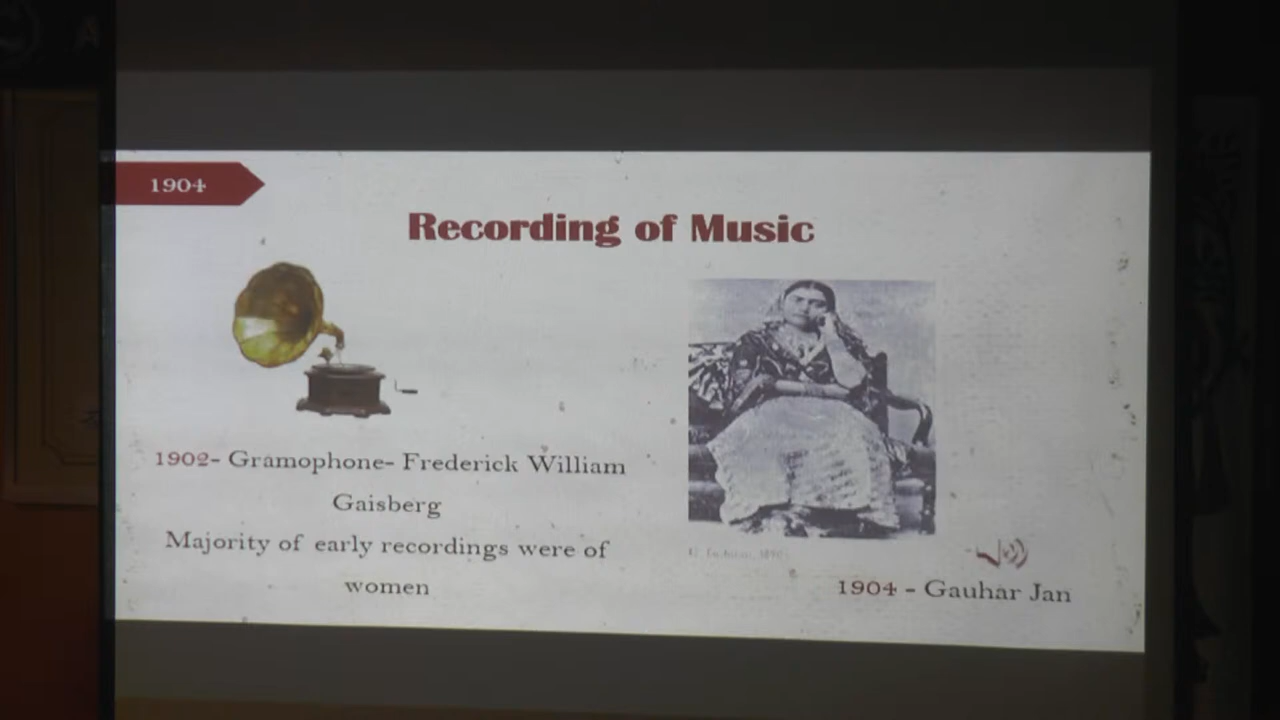 1904
Recording of Music
1902- Gramophone- Frederick William
Gaisberg
Majority of early recordings were of
women
1904 - Gauhar Jan